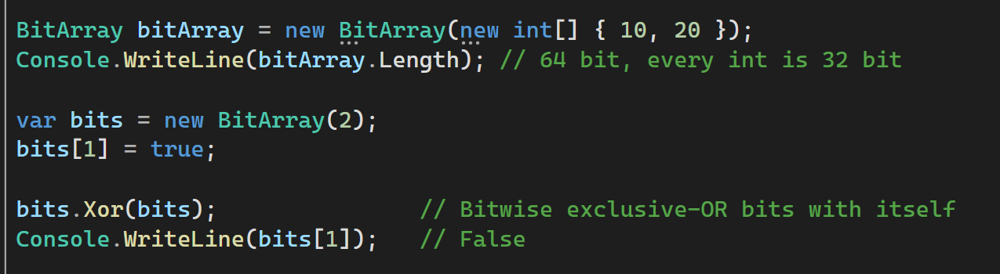 BitArray bitArray = new BitArray(new int[] { 10, 20 });
Console.WriteLine(bitArray.Length); // 64 bit, every int is 32 bit
var bits = new BitArray(2);
bits[1] = true;
bits.Xor(bits); // Bitwise exclusive-OR bits with itself
Console.WriteLine(bits[1]); // False